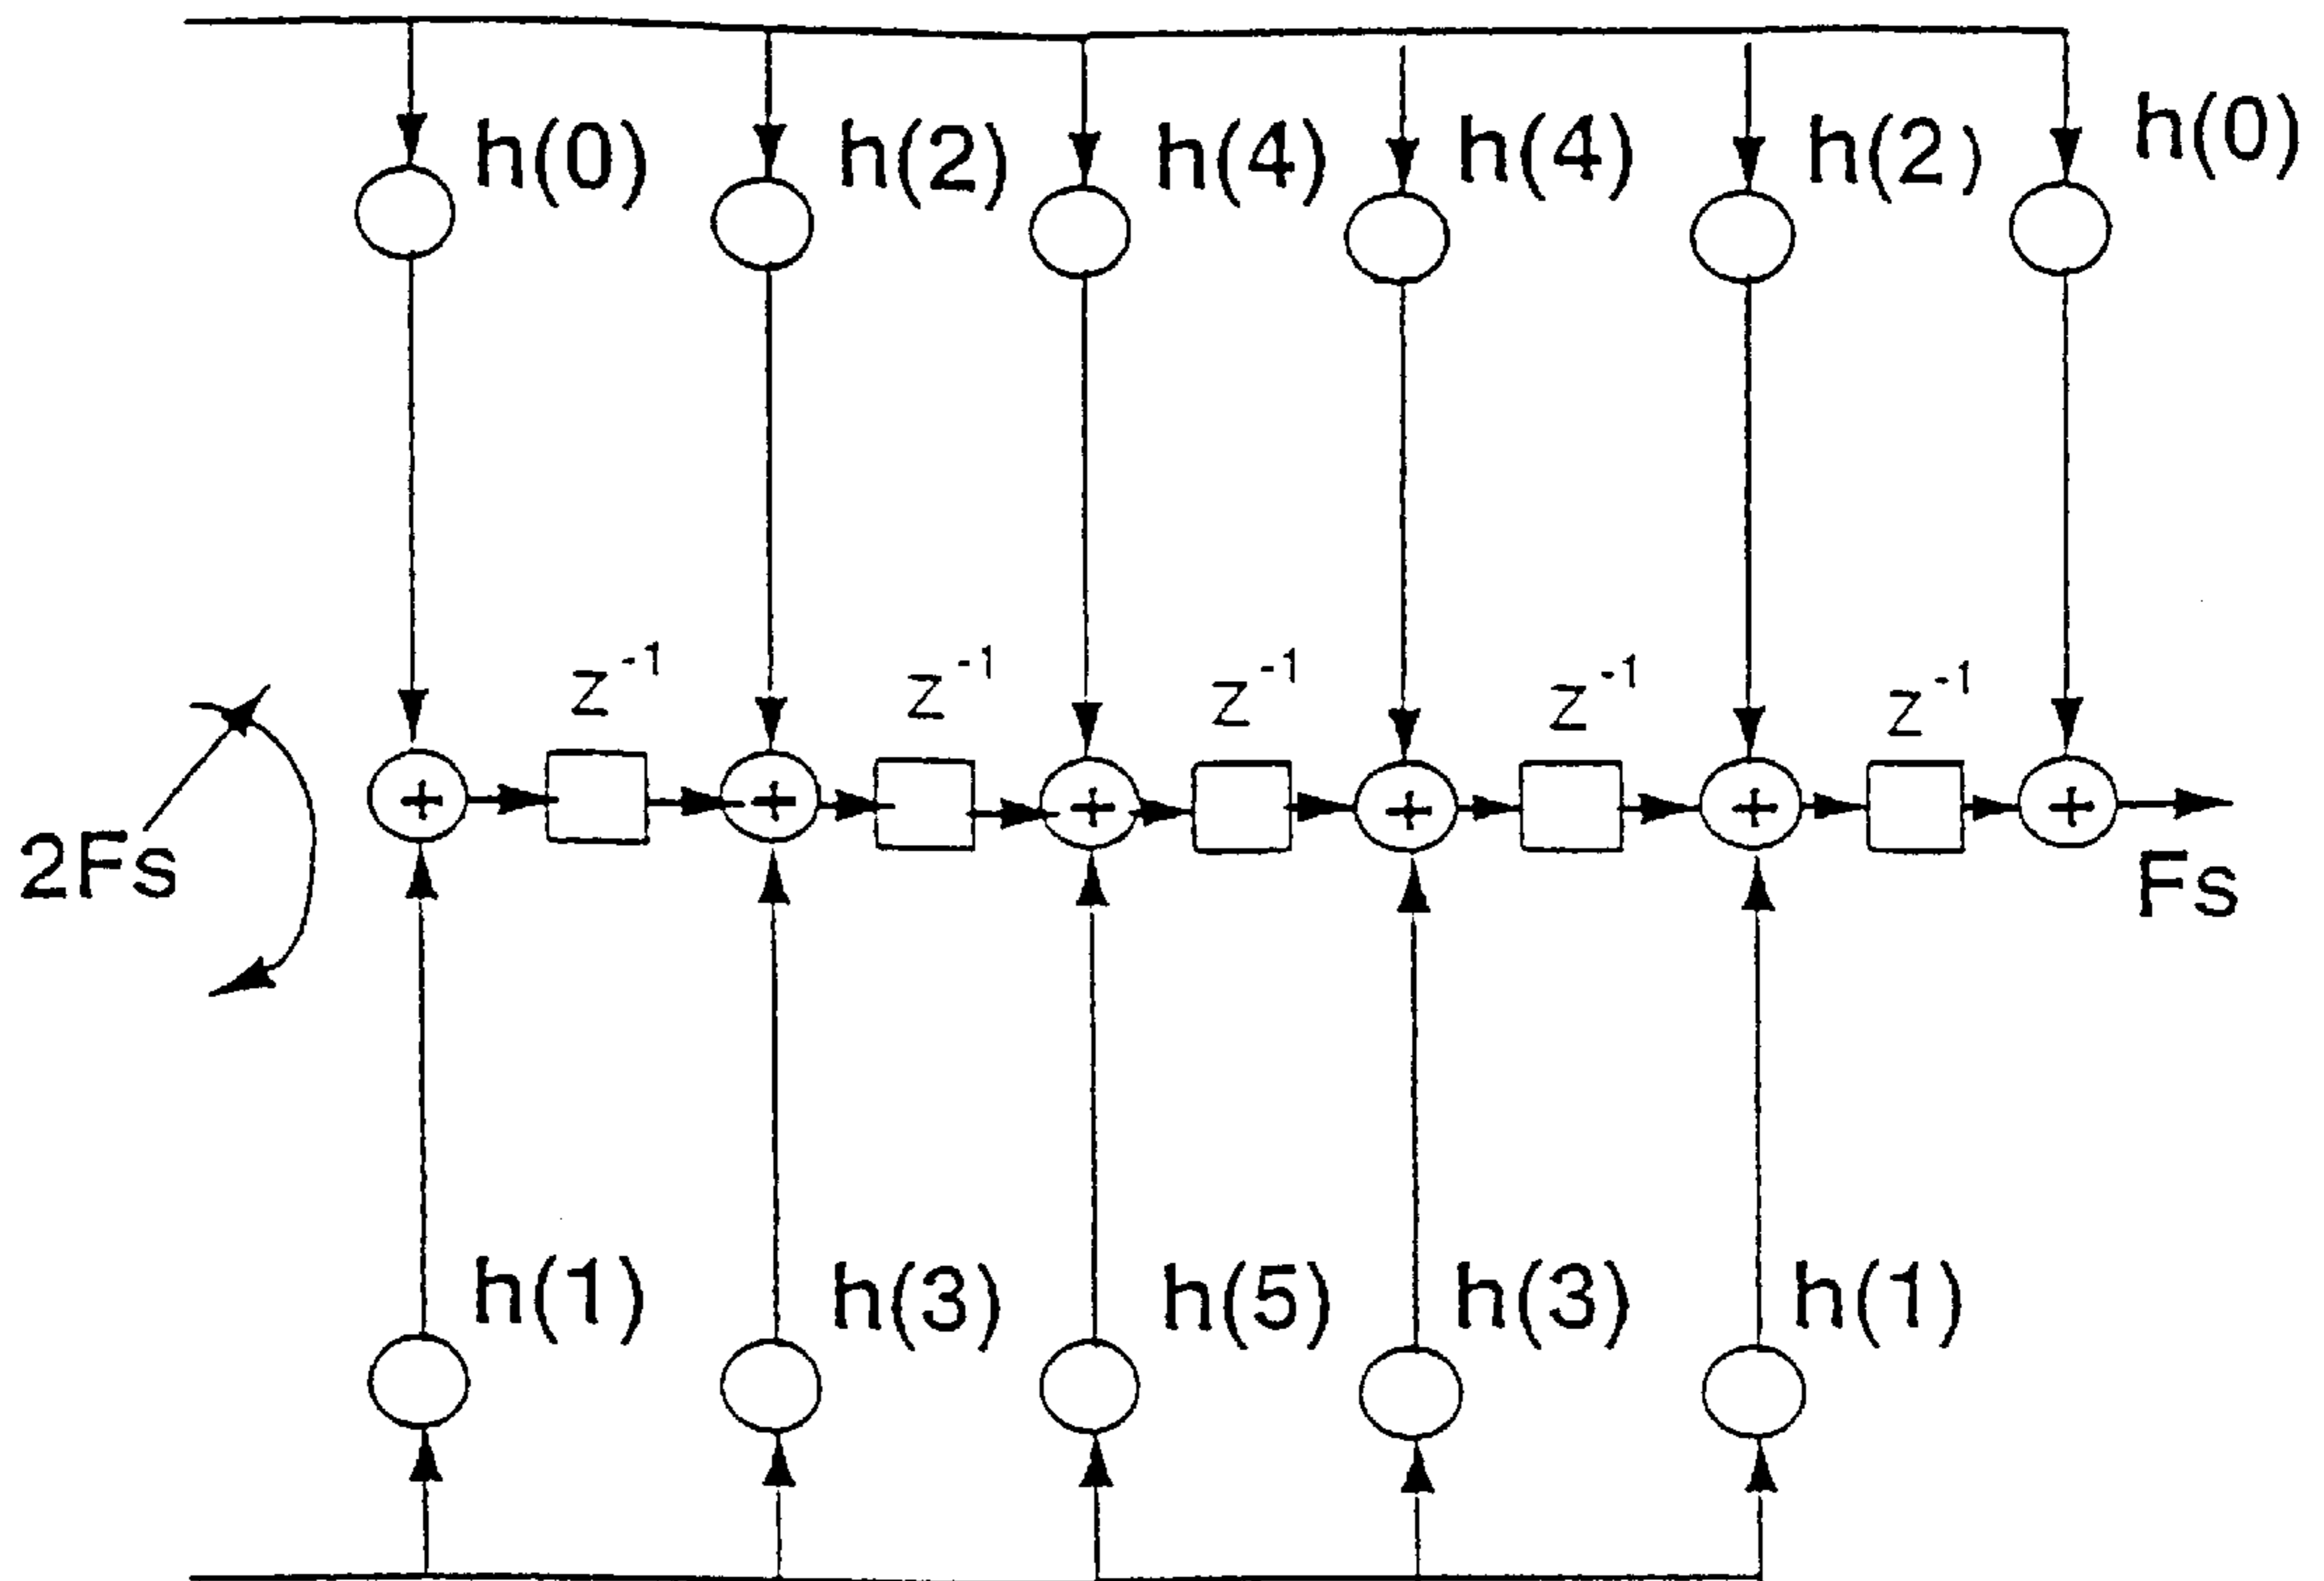 h(0) h(2) h(4) h(4) h(2) h(0)
z⁻¹ z⁻¹ z⁻¹ z⁻¹ z⁻¹
+ + + + + +
2Fs Fs
h(1) h(3) h(5) h(3) h(1)